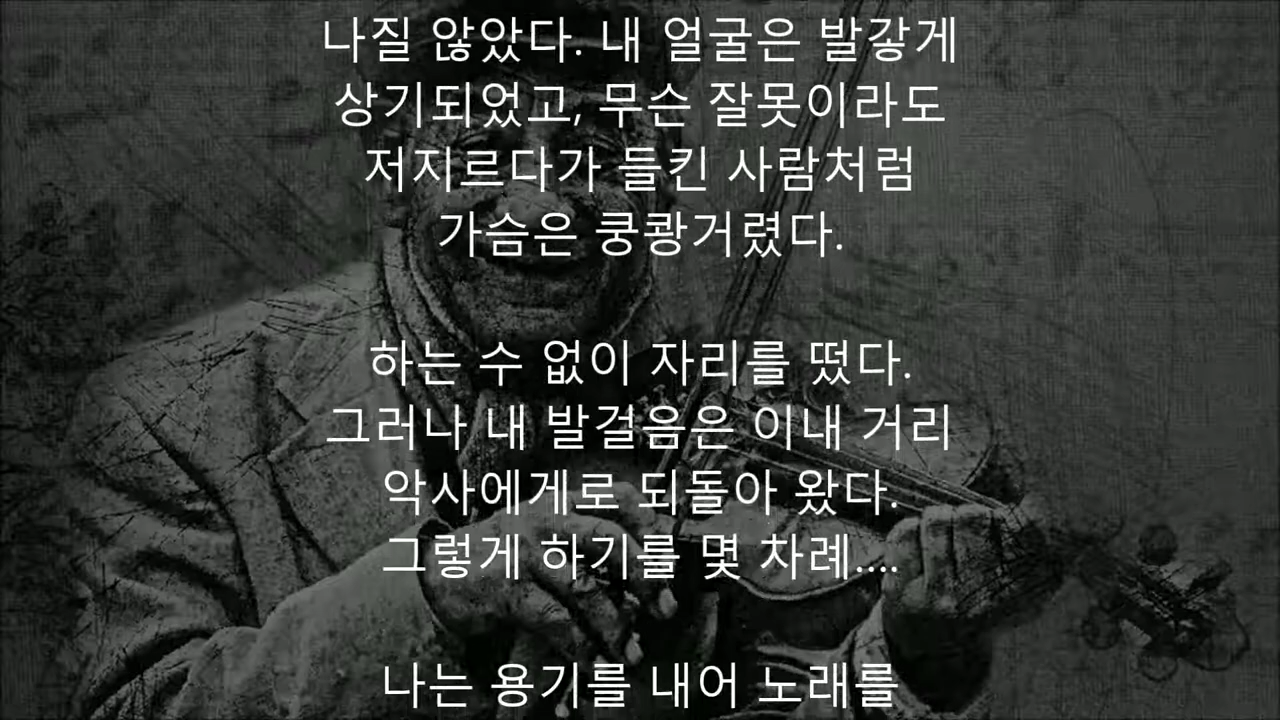 나질 않았다. 내 얼굴은 발갛게
상기되었고, 무슨 잘못이라도
저지르다가 들킨 사람처럼
가슴은 쿵쾅거렸다.
하는 수 없이 자리를 떴다.
그러나 내 발걸음은 이내 거리
악사에게로 되돌아 왔다.
그렇게 하기를 몇 차례....
나는 용기를 내어 노래를